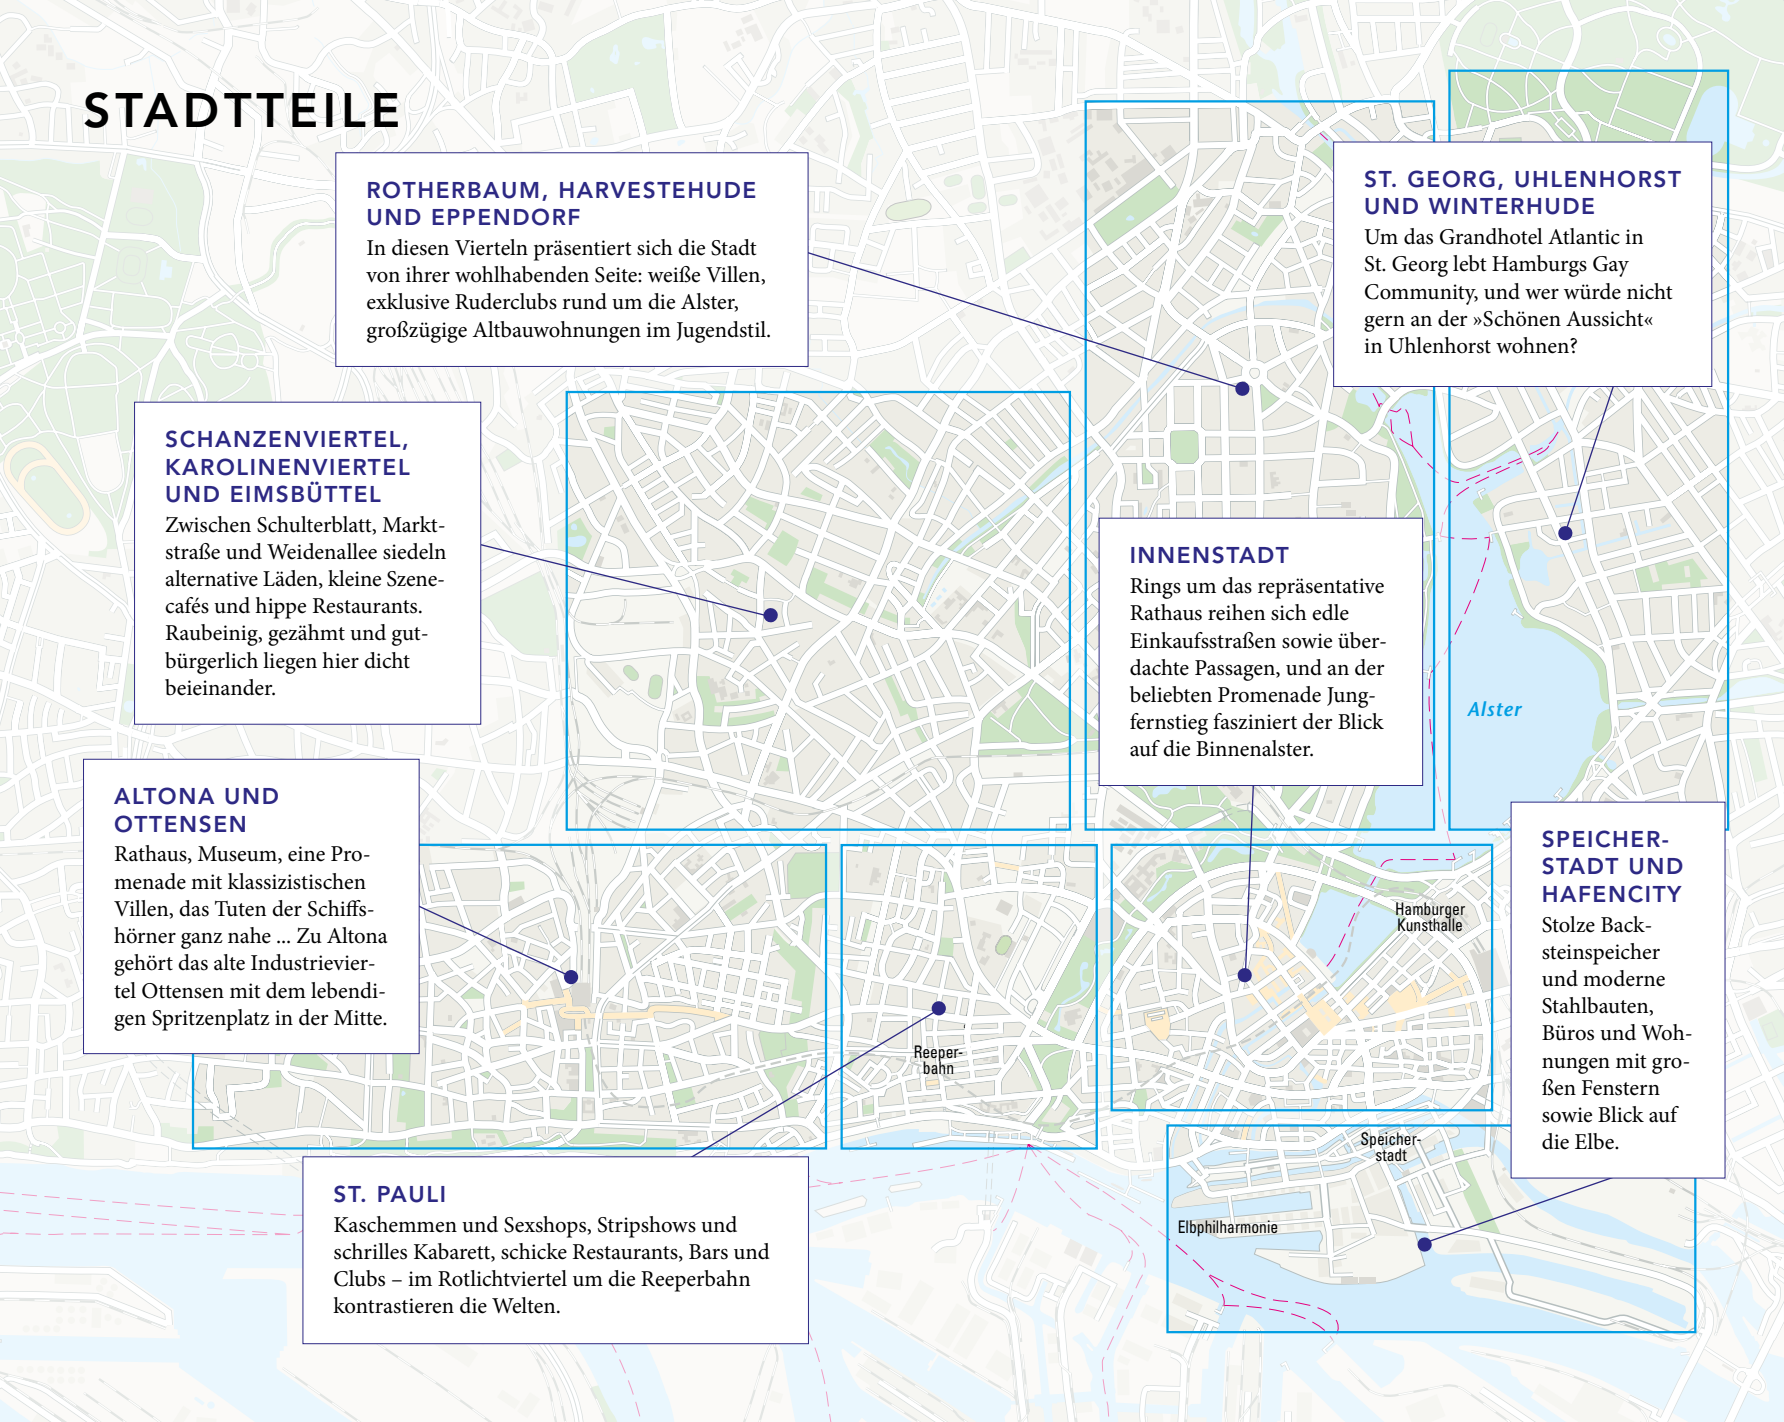 STADTTEILE
ROTHERBAUM, HARVESTEHUDE
UND EPPENDORF
In diesen Vierteln präsentiert sich die Stadt
von ihrer wohlhabenden Seite: weiße Villen,
exklusive Ruderclubs rund um die Alster,
großzügige Altbauwohnungen im Jugendstil.
ST. GEORG, UHLENHORST
UND WINTERHUDE
Um das Grandhotel Atlantic in
St. Georg lebt Hamburgs Gay
Community, und wer würde nicht
gern an der »Schönen Aussicht«
in Uhlenhorst wohnen?
SCHANZENVIERTEL,
KAROLINENVIERTEL
UND EIMSBÜTTEL
Zwischen Schulterblatt, Markt-
straße und Weidenallee siedeln
alternative Läden, kleine Szene-
cafés und hippe Restaurants.
Raubeinig, gezähmt und gut-
bürgerlich liegen hier dicht
beieinander.
INNENSTADT
Rings um das repräsentative
Rathaus reihen sich edle
Einkaufsstraßen sowie über-
dachte Passagen, und an der
beliebten Promenade Jung-
fernstieg fasziniert der Blick
auf die Binnenalster.
Alster
ALTONA UND
OTTENSEN
Rathaus, Museum, eine Pro-
menade mit klassizistischen
Villen, das Tuten der Schiffs-
hörner ganz nahe ... Zu Altona
gehört das alte Industrievier-
tel Ottensen mit dem lebendi-
gen Spritzenplatz in der Mitte.
SPEICHER-
STADT UND
HAFENCITY
Stolze Back-
steinspeicher
und moderne
Stahlbauten,
Büros und Woh-
nungen mit gro-
ßen Fenstern
sowie Blick auf
die Elbe.
Hamburger
Kunsthalle
Reeper-
bahn
Speicher-
stadt
Elbphilharmonie
ST. PAULI
Kaschemmen und Sexshops, Stripshows und
schrilles Kabarett, schicke Restaurants, Bars und
Clubs – im Rotlichtviertel um die Reeperbahn
kontrastieren die Welten.